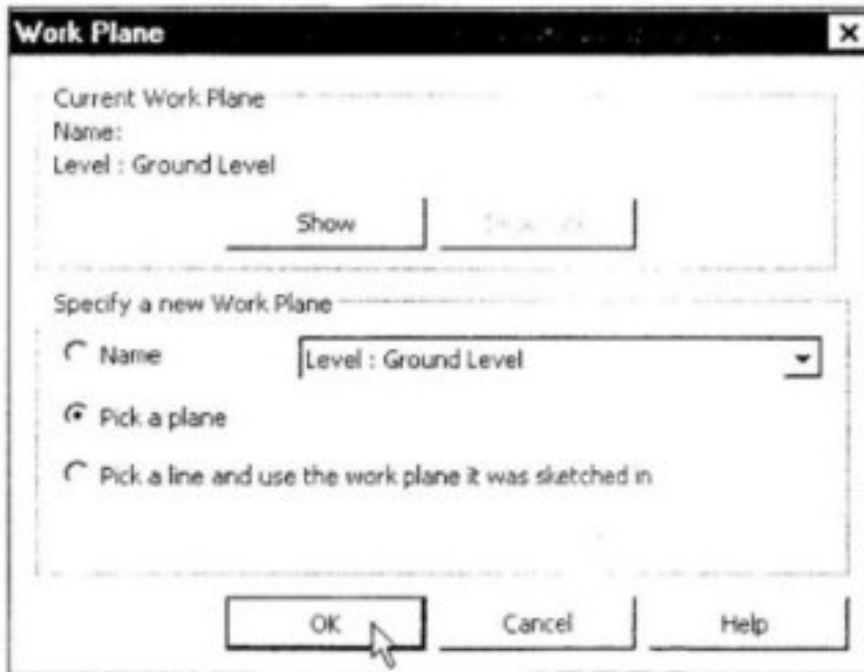 Work Plane
Current Work Plane
Name:
Level : Ground Level
Show
Specify a new Work Plane
Name
Level : Ground Level
Pick a plane
Pick a line and use the work plane it was sketched in
OK
Cancel
Help